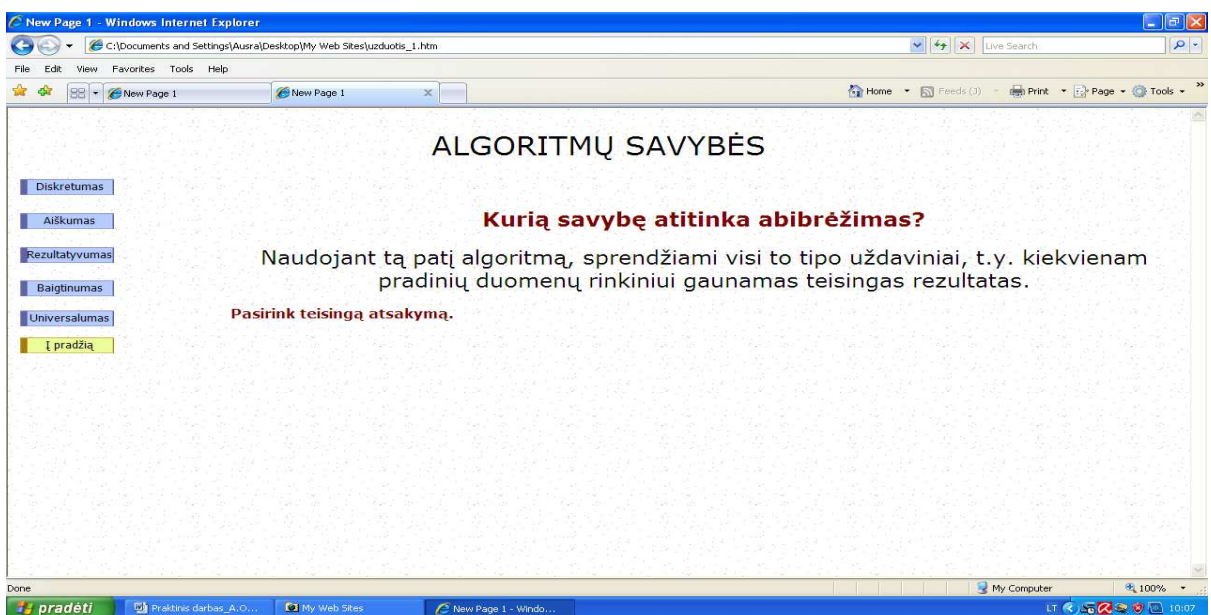 New Page 1 - Windows Internet Explorer
C:\Documents and Settings\Ausra\Desktop\My Web Sites\uzduotis_1.htm
Live Search
File Edit View Favorites Tools Help
New Page 1
New Page 1
Home
Feeds (J)
Print
Page
Tools
»
ALGORITMŲ SAVYBĖS
Diskretumas
Aiškumas
Rezultatyvumas
Baigtinumas
Universalumas
Į pradžią
Kurią savybę atitinka abibrėžimas?
Naudojant tą patį algoritmą, sprendžiami visi to tipo uždaviniai, t.y. kiekvienam
pradinių duomenų rinkiniui gaunamas teisingas rezultatas.
Pasirink teisingą atsakymą.
Done
My Computer
100%
pradėti
Praktinis darbas_A.O...
My Web Sites
New Page 1 - Windo...
LT
10:07